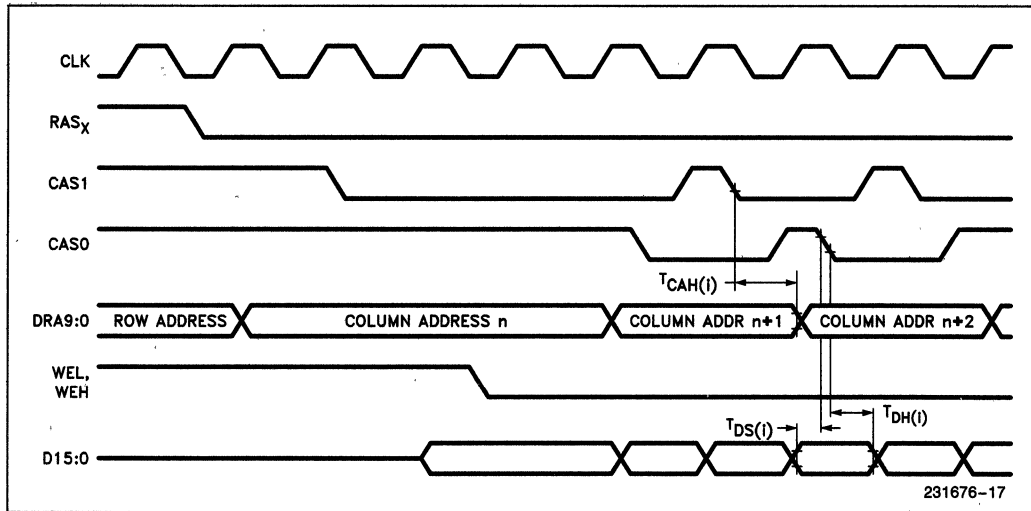 CLK
RASX
CAS1
CAS0
TCAH(i)
DRA9:0 ROW ADDRESS COLUMN ADDRESS n COLUMN ADDR n+1 COLUMN ADDR n+2
WEL,
WEH
TDS(i) TDH(i)
D15:0
231676-17